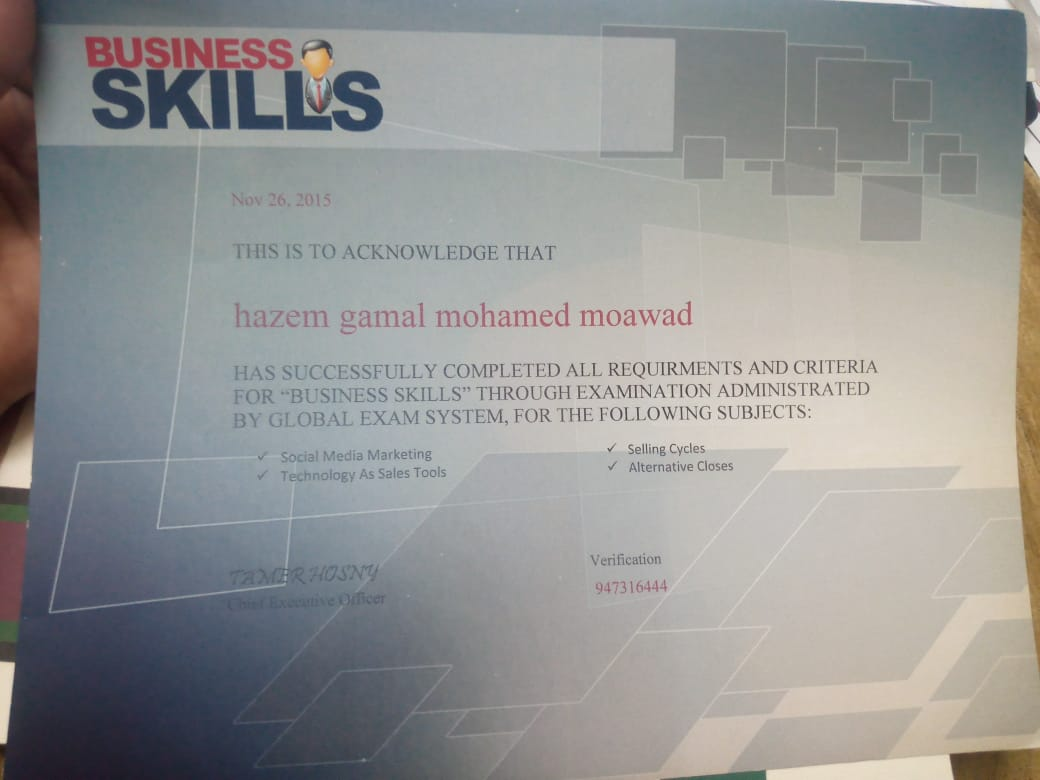 BUSINESS
SKILLS
Nov 26, 2015
THIS IS TO ACKNOWLEDGE THAT
hazem gamal mohamed moawad
HAS SUCCESSFULLY COMPLETED ALL REQUIRMENTS AND CRITERIA
FOR “BUSINESS SKILLS” THROUGH EXAMINATION ADMINISTRATED
BY GLOBAL EXAM SYSTEM, FOR THE FOLLOWING SUBJECTS:
✓ Social Media Marketing
✓ Technology As Sales Tools
✓ Selling Cycles
✓ Alternative Closes
TAMER HOSNY
Chief Executive Officer
Verification
947316444